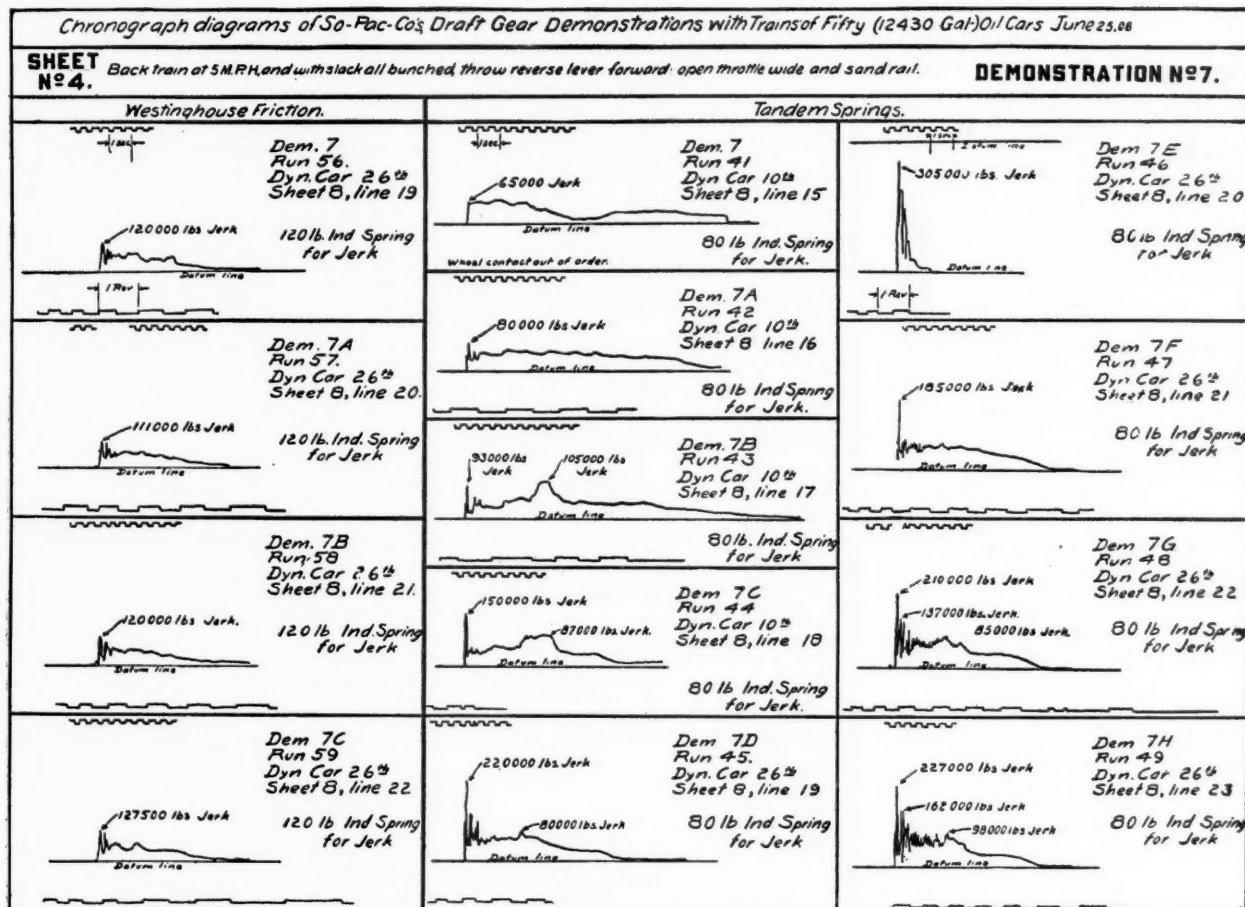 Chronograph diagrams of So-Pac-Co's, Draft Gear Demonstrations with Trains of Fifty (12430 Gal-) Oil Cars June 25.08
SHEET Nº4.
Back train at 5 M.P.H, and with slack all bunched, throw reverse lever forward: open throttle wide and sand rail.
DEMONSTRATION Nº7.
Westinghouse Friction.
Tandem Springs.
1 sec
Dem. 7
Run 56.
Dyn. Car 26th
Sheet 8, line 19
120000 lbs Jerk
120 lb. Ind Spring
for Jerk
Datum line
1 Rev
Dem. 7A
Run 57.
Dyn Car 26th
Sheet 8, line 20.
111000 lbs Jerk
120 lb. Ind. Spring
for Jerk
Datum line
Dem. 7B
Run 58
Dyn. Car 26th
Sheet 8, line 21.
120000 lbs Jerk.
120 lb Ind. Spring
for Jerk
Datum line
Dem 7C
Run 59
Dyn Car 26th
Sheet 8, line 22
127500 lbs Jerk
120 lb Ind Spring
for Jerk
Datum line
1 sec
Dem. 7
Run 41
Dyn Car 10th
Sheet 8, line 15
65000 Jerk
Datum line
80 lb Ind. Spring
for Jerk.
Wheel contact out of order.
Dem. 7A
Run 42
Dyn. Car 10th
Sheet 8 line 16
80000 lbs Jerk
Datum line
80 lb Ind Spring
for Jerk.
Dem. 7B
Run 43
Dyn Car 10th
Sheet 8, line 17
93000 lbs
Jerk
105000 lbs
Jerk
Datum line
80 lb. Ind Spring
for Jerk
Dem 7C
Run 44
Dyn. Car 10th
Sheet 8, line 18
150000 lbs Jerk
87000 lbs Jerk.
Datum line
80 lb Ind. Spring
for Jerk.
Dem 7D
Run 45.
Dyn. Car 26th
Sheet 8, line 19
220000 lbs. Jerk
80000 lbs. Jerk
Datum line
80 lb Ind Spring
for Jerk
1 sec
Datum line
Dem 7E
Run 46
Dyn Car 26th
Sheet 8, line 20
305000 lbs. Jerk
80 lb Ind Spring
for Jerk
Datum line
1 Rev
Dem 7F
Run 47
Dyn. Car 26th
Sheet 8, line 21
185000 lbs. Jerk
80 lb Ind Spring
for Jerk
Datum line
Dem 7G
Run 48
Dyn Car 26th
Sheet 8, line 22
210000 lbs Jerk
137000 lbs Jerk.
85000 lbs Jerk.
80 lb Ind Spring
for Jerk
Datum line
Dem 7H
Run 49
Dyn. Car 26th
Sheet 8, line 23
227000 lbs Jerk
162000 lbs Jerk
98000 lbs Jerk
80 lb Ind Spring
for Jerk
Datum line